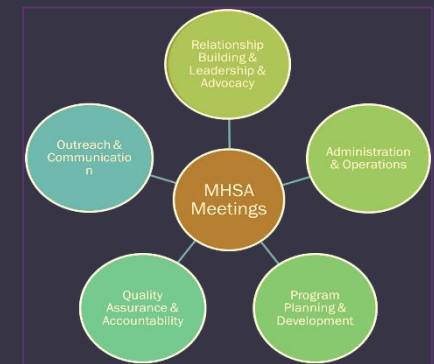 Relationship
Building &
Leadership &
Advocacy
Outreach &
Communicatio
n
Administration
& Operations
MHSA
Meetings
Quality
Assurance &
Accountability
Program
Planning &
Development